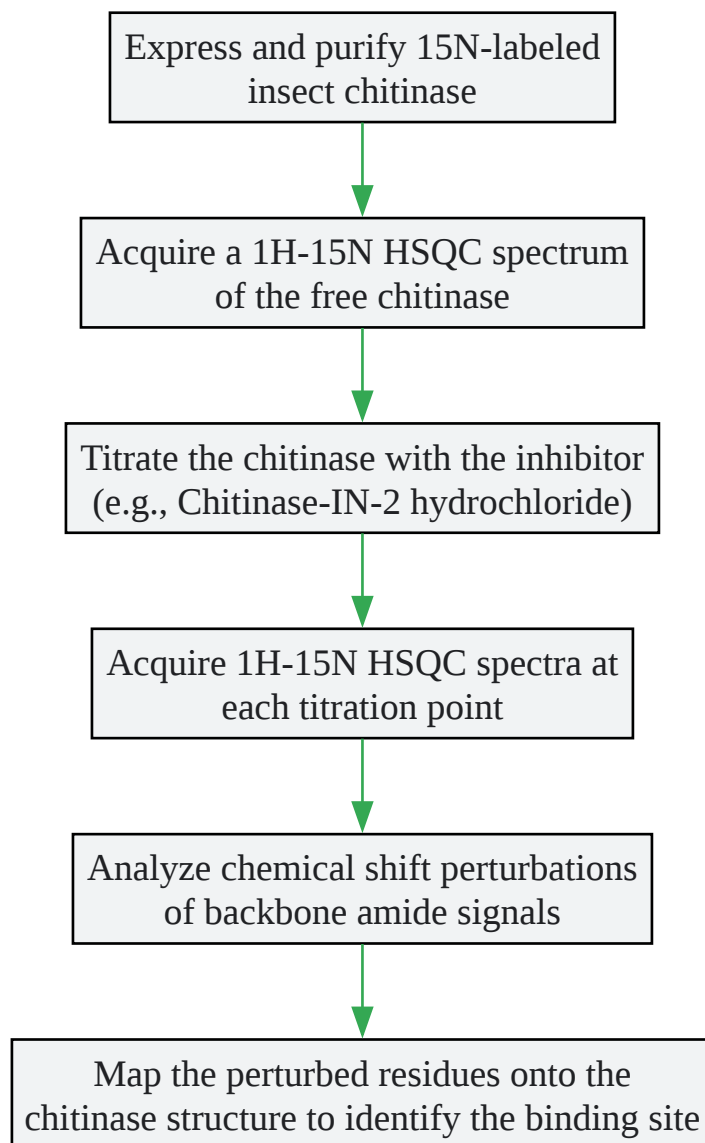 Express and purify 15N-labeled
insect chitinase
Acquire a 1H-15N HSQC spectrum
of the free chitinase
Titrate the chitinase with the inhibitor
(e.g., Chitinase-IN-2 hydrochloride)
Acquire 1H-15N HSQC spectra at
each titration point
Analyze chemical shift perturbations
of backbone amide signals
Map the perturbed residues onto the
chitinase structure to identify the binding site